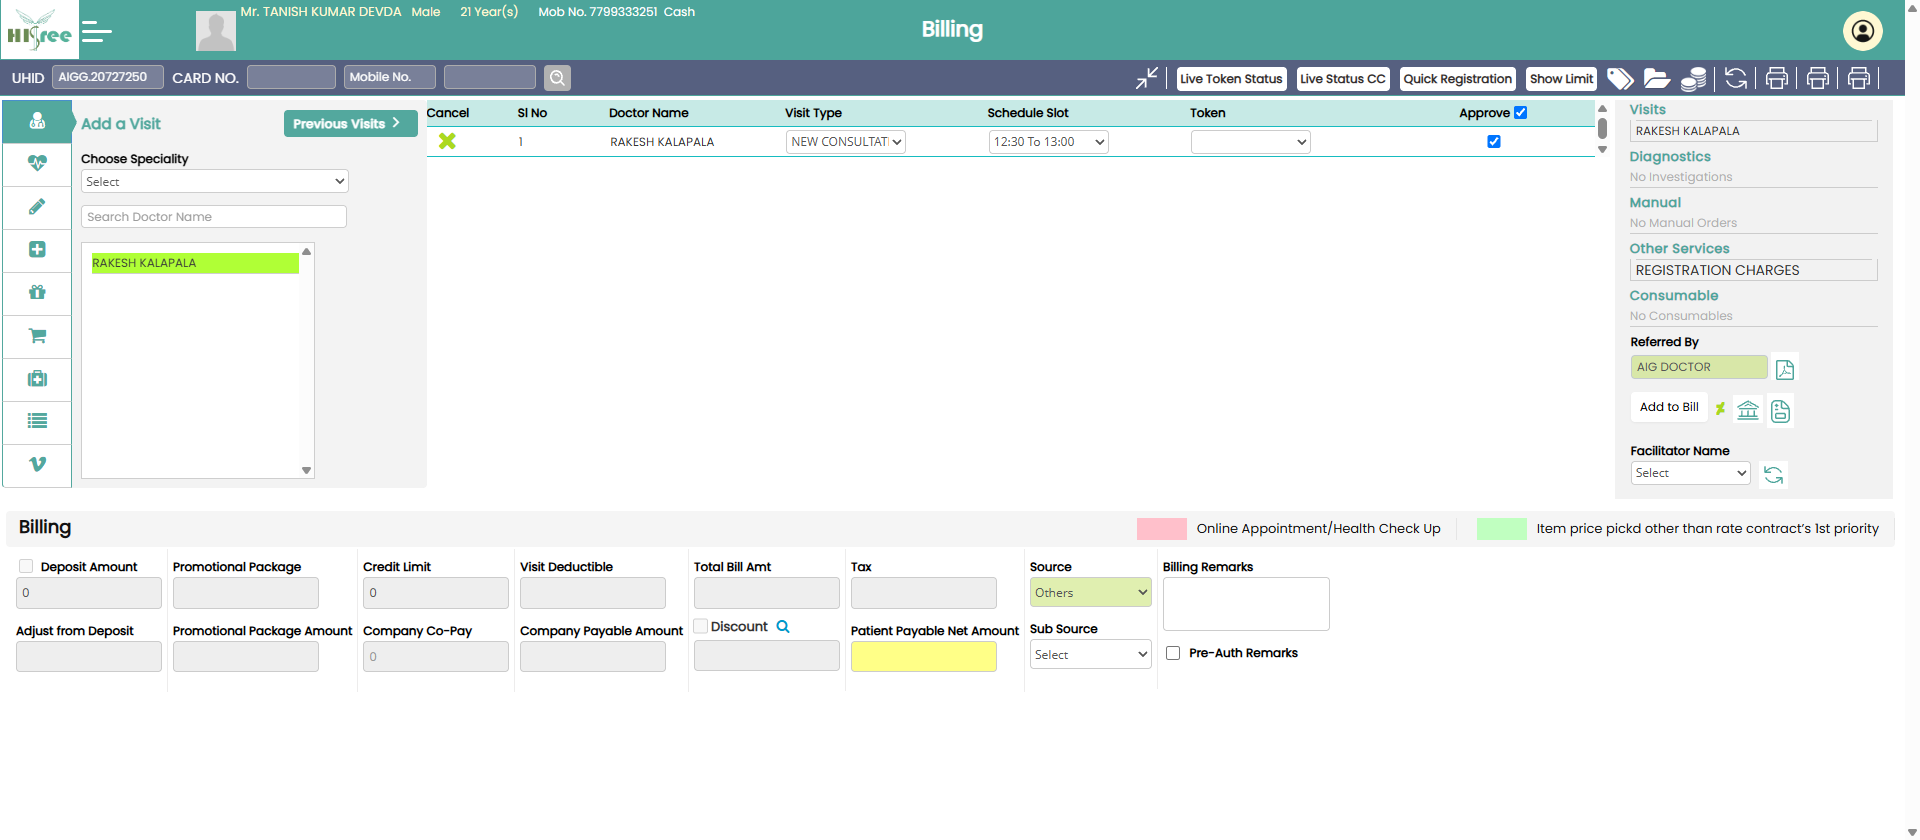 HISree
Mr. TANISH KUMAR DEVDA Male 21 Year(s) Mob No. 7799333251 Cash
Billing
UHID AIGG.20727250 CARD NO. Mobile No.
Live Token Status Live Status CC Quick Registration Show Limit
Add a Visit Previous Visits
Choose Speciality
Select
Search Doctor Name
RAKESH KALAPALA
Cancel Sl No Doctor Name Visit Type Schedule Slot Token Approve
1 RAKESH KALAPALA NEW CONSULTAT 12:30 To 13:00
Visits
RAKESH KALAPALA
Diagnostics
No Investigations
Manual
No Manual Orders
Other Services
REGISTRATION CHARGES
Consumable
No Consumables
Referred By
AIG DOCTOR
Add to Bill
Facilitator Name
Select
Billing
Online Appointment/Health Check Up Item price pickd other than rate contract's 1st priority
Deposit Amount Promotional Package Credit Limit Visit Deductible Total Bill Amt Tax Source Billing Remarks
0 0 Others
Adjust from Deposit Promotional Package Amount Company Co-Pay Company Payable Amount Discount Patient Payable Net Amount Sub Source
0 Select Pre-Auth Remarks